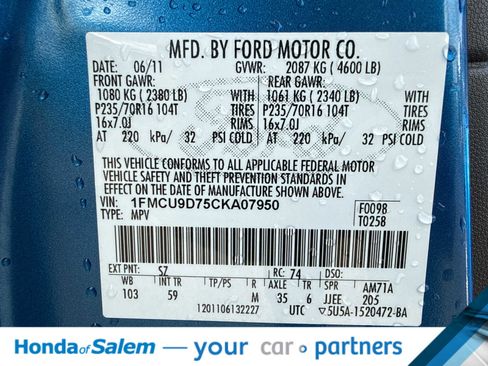 MFD. BY FORD MOTOR CO.
DATE: 06/11 GVWR: 2087 KG ( 4600 LB)
FRONT GAWR: REAR GAWR:
1080 KG ( 2380 LB) WITH 1061 KG ( 2340 LB) WITH
P235/70R16 104T TIRES P235/70R16 104T TIRES
16x7.0J RIMS 16x7.0J RIMS
AT 220 kPa/ 32 PSI COLD AT 220 kPa/ 32 PSI COLD
THIS VEHICLE CONFORMS TO ALL APPLICABLE FEDERAL MOTOR
VEHICLE SAFETY AND THEFT PREVENTION STANDARDS IN
EFFECT ON THE DATE OF MANUFACTURE SHOWN ABOVE.
VIN: 1FMCU9D75CKA07950 F0098
TYPE: MPV T0258
EXT PNT: SZ RC: 74 DSO:
WB INT TR TP/PS R AXLE TR SPR AM71A
103 59 M 35 6 JJEE 205
1201106132227 UTC ▽5U5A-1520472-BA
Honda of Salem — your car • partners